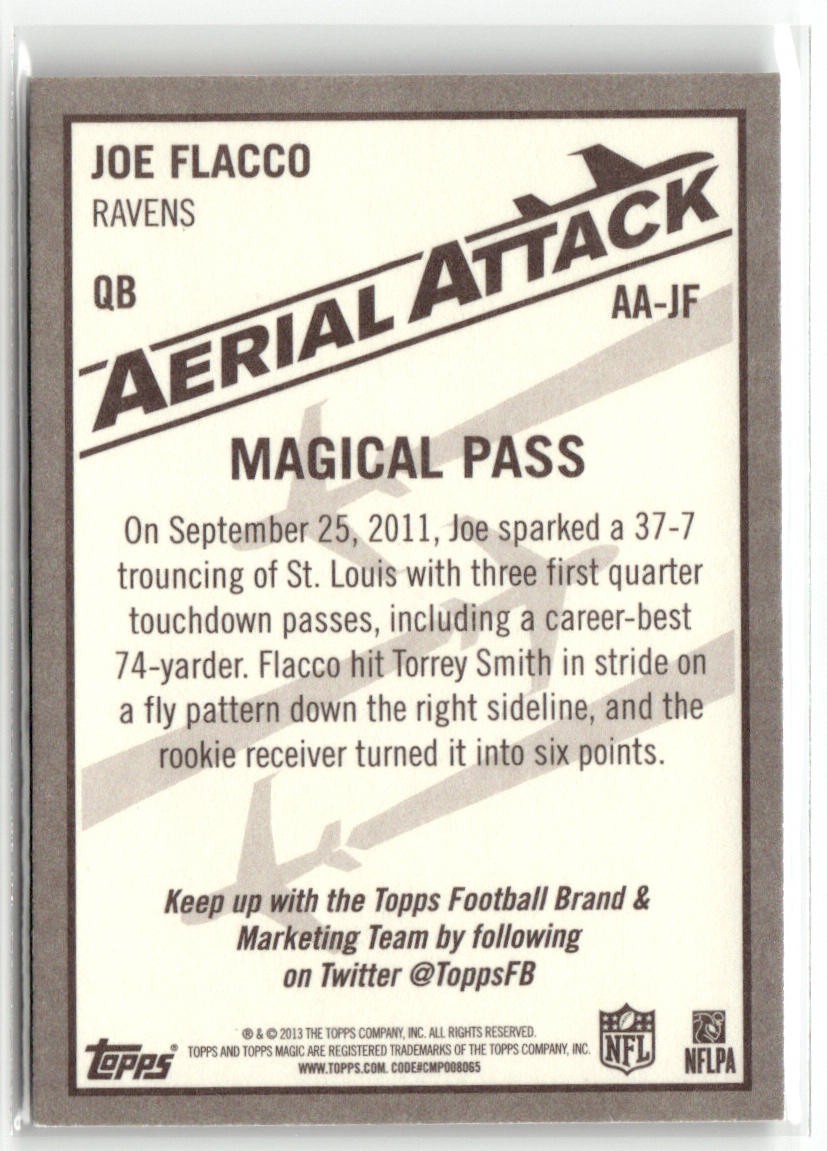 JOE FLACCO
RAVENS
QB
AERIAL ATTACK
AA-JF
MAGICAL PASS
On September 25, 2011, Joe sparked a 37-7
trouncing of St. Louis with three first quarter
touchdown passes, including a career-best
74-yarder. Flacco hit Torrey Smith in stride on
a fly pattern down the right sideline, and the
rookie receiver turned it into six points.
Keep up with the Topps Football Brand &
Marketing Team by following
on Twitter @ToppsFB
® & © 2013 THE TOPPS COMPANY, INC. ALL RIGHTS RESERVED.
TOPPS AND TOPPS MAGIC ARE REGISTERED TRADEMARKS OF THE TOPPS COMPANY, INC.
WWW.TOPPS.COM. CODE#CMP008065
topps®
NFL
NFLPA